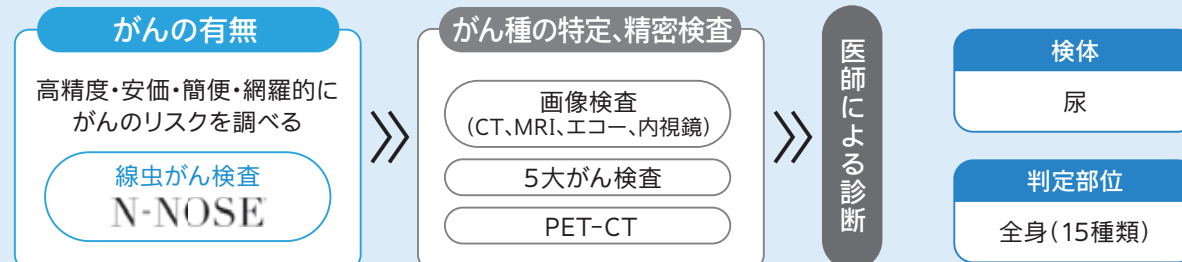 がんの有無
高精度・安価・簡便・網羅的に
がんのリスクを調べる
線虫がん検査
N-NOSE
がん種の特定、精密検査
画像検査
(CT、MRI、エコー、内視鏡)
5大がん検査
PET-CT
医師による診断
検体
尿
判定部位
全身(15種類)